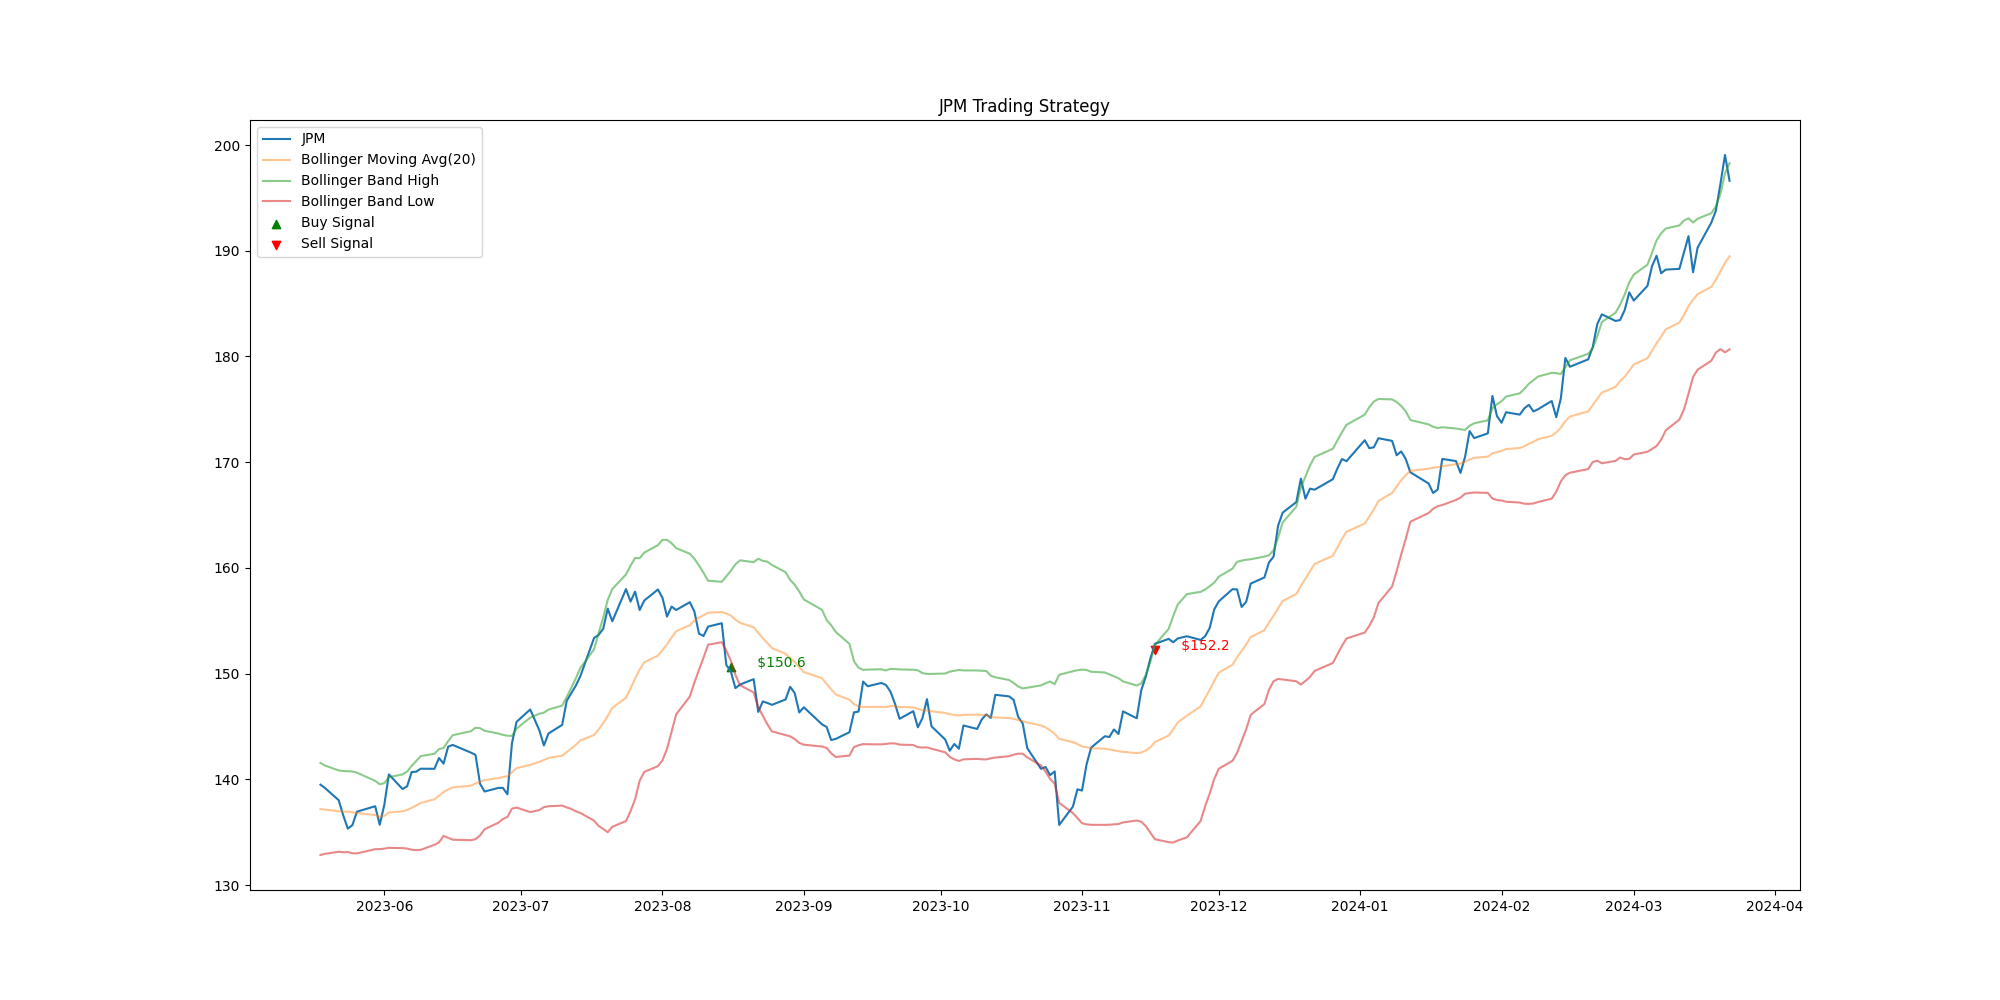 JPM Trading Strategy
JPM
Bollinger Moving Avg(20)
Bollinger Band High
Bollinger Band Low
Buy Signal
Sell Signal
200
190
180
170
160
150
140
130
$150.6
$152.2
2023-06 2023-07 2023-08 2023-09 2023-10 2023-11 2023-12 2024-01 2024-02 2024-03 2024-04